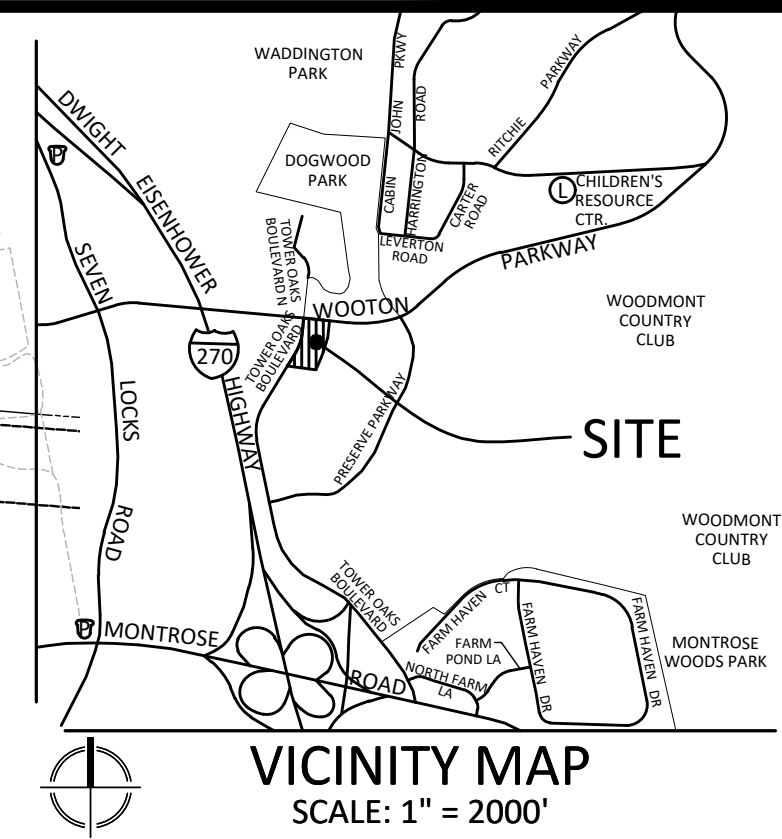 WADDINGTON
PARK
CABIN JOHN PKWY
HARRINGTON ROAD
RITCHIE PARKWAY
DWIGHT EISENHOWER HIGHWAY
P
DOGWOOD
PARK
CARTER
ROAD
L
CHILDREN'S
RESOURCE
CTR.
LEVERTON
ROAD
TOWER OAKS
BOULEVARD N
SEVEN LOCKS ROAD
WOOTON PARKWAY
WOODMONT
COUNTRY
CLUB
270
TOWER OAKS
BOULEVARD
PRESERVE PARKWAY
SITE
WOODMONT
COUNTRY
CLUB
TOWER OAKS
BOULEVARD
FARM HAVEN CT
FARM HAVEN DR
FARM HAVEN DR
P
MONTROSE ROAD
FARM
POND LA
NORTH FARM
LA
MONTROSE
WOODS PARK
VICINITY MAP
SCALE: 1" = 2000'